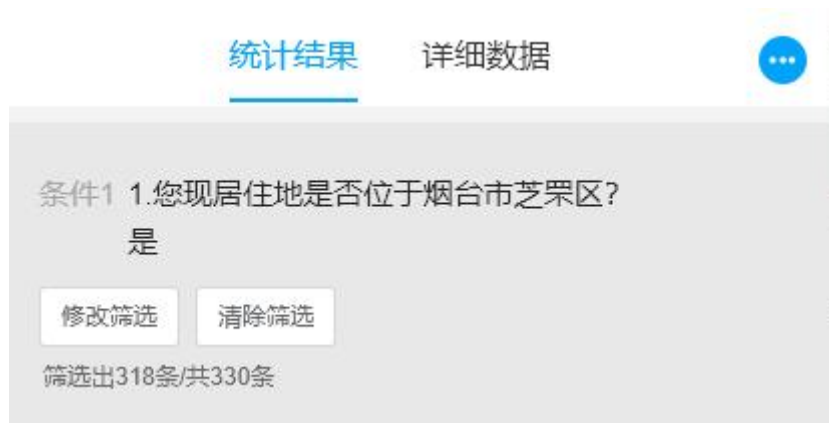 统计结果 详细数据
条件1 1.您现居住地是否位于烟台市芝罘区?
是
修改筛选 清除筛选
筛选出318条/共330条